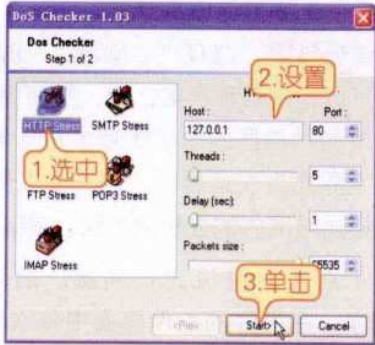 DoS Checker 1.03
Dos Checker
Step 1 of 2
HTTP Stress
SMTP Stress
FTP Stress
POP3 Stress
IMAP Stress
1.选中
2.设置
Host :
Port :
127.0.0.1
80
Threads :
5
Delay (sec):
1
Packets size :
65535
3.单击
Start>
Cancel